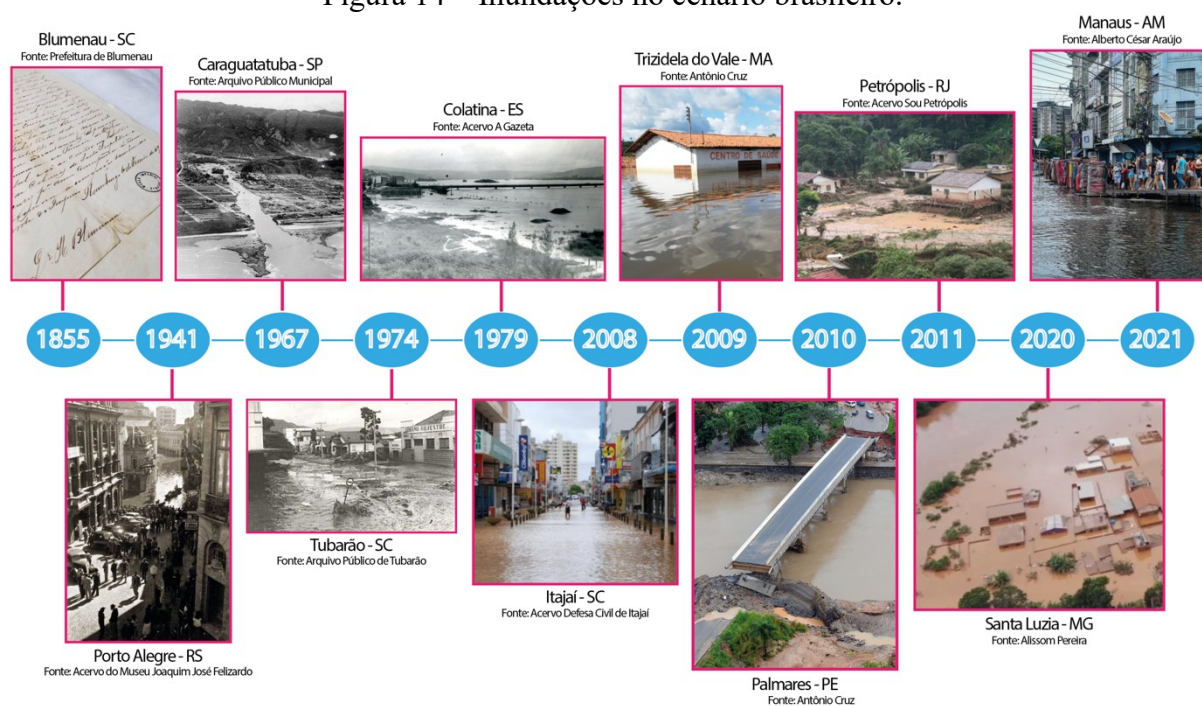 Figura 14 – Inundações no cenário brasileiro.
Blumenau - SC
Fonte: Prefeitura de Blumenau
Caraguatatuba - SP
Fonte: Arquivo Público Municipal
Colatina - ES
Fonte: Acervo A Gazeta
Trizidela do Vale - MA
Fonte: Antônio Cruz
CENTRO DE SAÚDE
Petrópolis - RJ
Fonte: Acervo Sou Petrópolis
Manaus - AM
Fonte: Alberto César Araújo
1855
1941
1967
1974
1979
2008
2009
2010
2011
2020
2021
Porto Alegre - RS
Fonte: Acervo do Museu Joaquim José Felizardo
Tubarão - SC
Fonte: Arquivo Público de Tubarão
Itajaí - SC
Fonte: Acervo Defesa Civil de Itajaí
Palmares - PE
Fonte: Antônio Cruz
Santa Luzia - MG
Fonte: Alissom Pereira